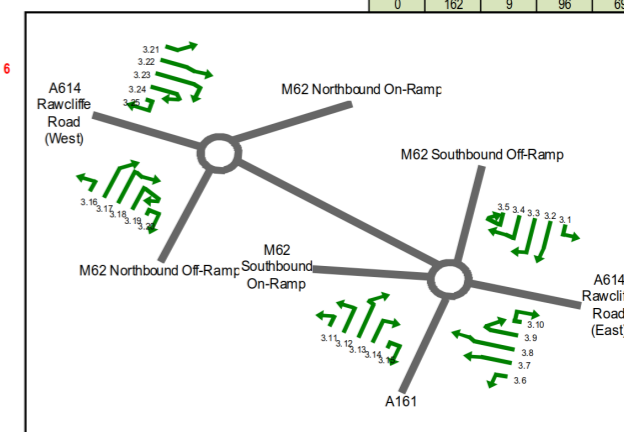 0 162 9 96 69
6
3.21
3.22
3.23
3.24
3.25
A614
Rawcliffe
Road
(West)
M62 Northbound On-Ramp
M62 Southbound Off-Ramp
3.5 3.4 3.3 3.2 3.1
3.16 3.17 3.18 3.19
M62 Northbound Off-Ramp
M62
Southbound
On-Ramp
A614
Road
(East)
3.10
3.9
3.8
3.7
3.6
3.11 3.12 3.13 3.14
A161